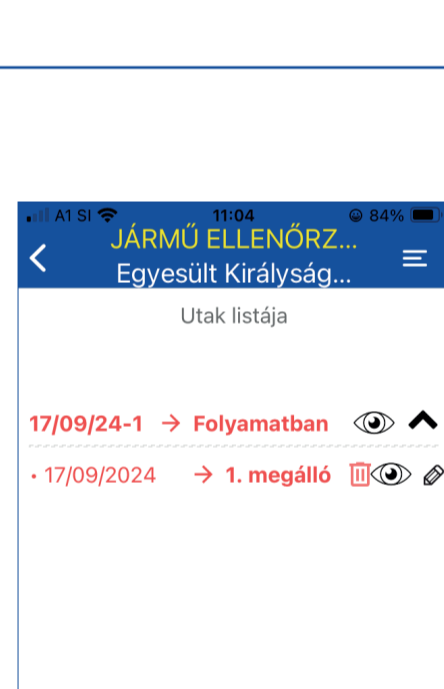 A1 SI 11:04 84%
JÁRMŰ ELLENŐRZ...
Egyesült Királyság...
Utak listája
17/09/24-1 → Folyamatban
• 17/09/2024 → 1. megálló